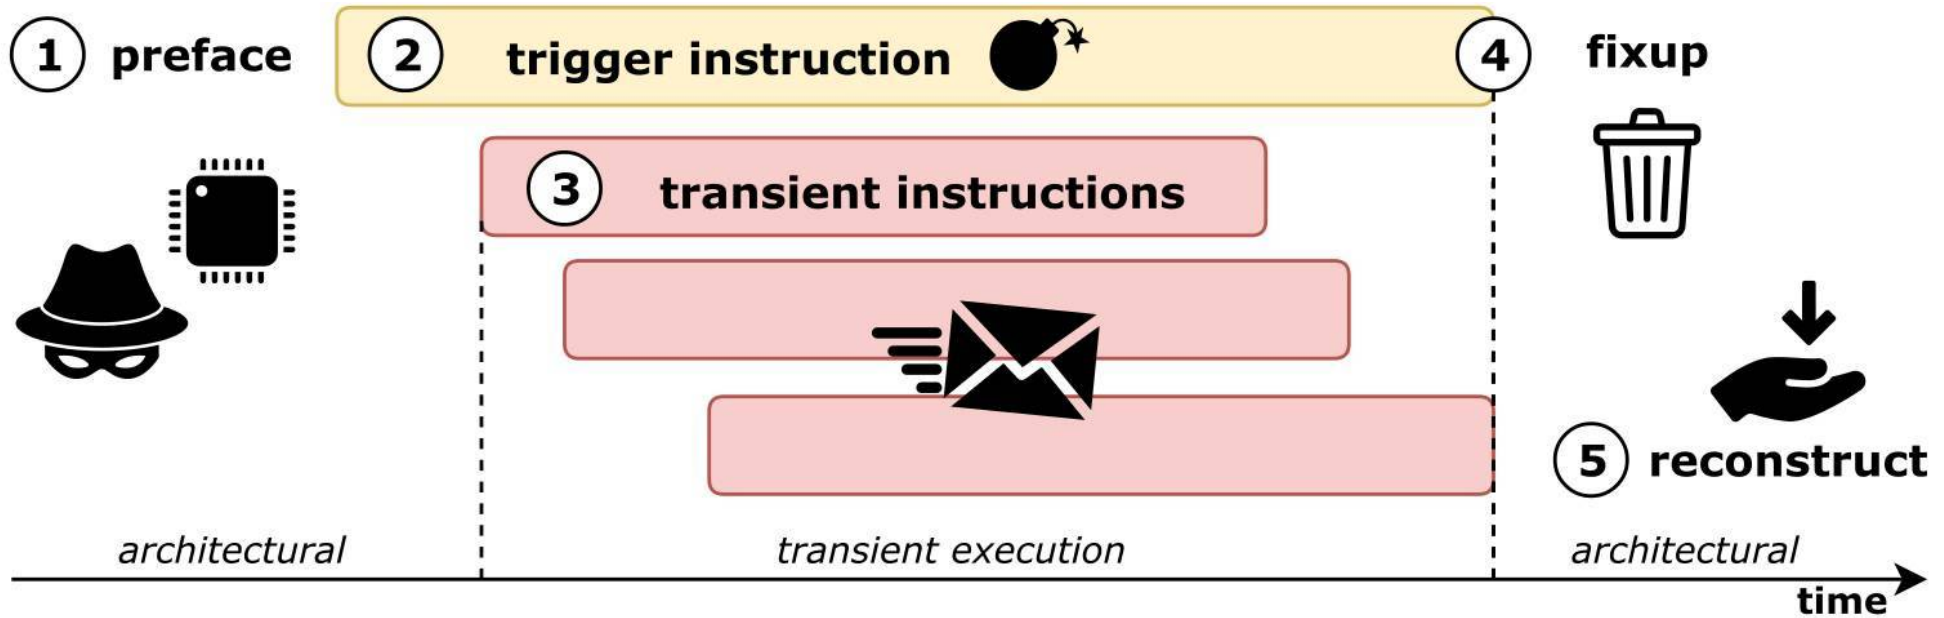 1 preface
2 trigger instruction
4 fixup
3 transient instructions
5 reconstruct
architectural
transient execution
architectural
time